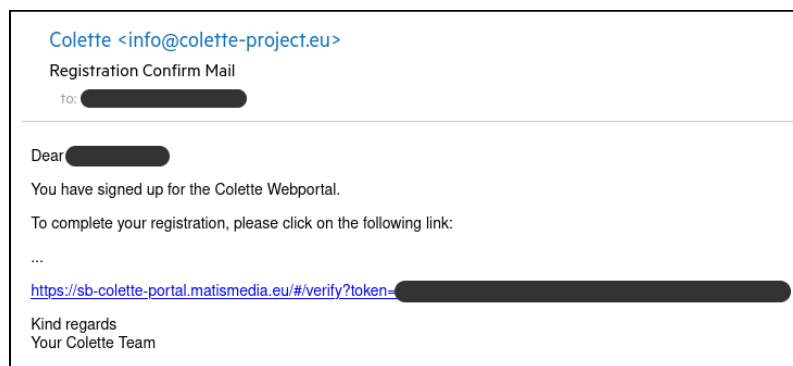 Colette <info@colette-project.eu>
Registration Confirm Mail
to:
Dear
You have signed up for the Colette Webportal.
To complete your registration, please click on the following link:
...
https://sb-colette-portal.matismedia.eu/#/verify?token=
Kind regards
Your Colette Team